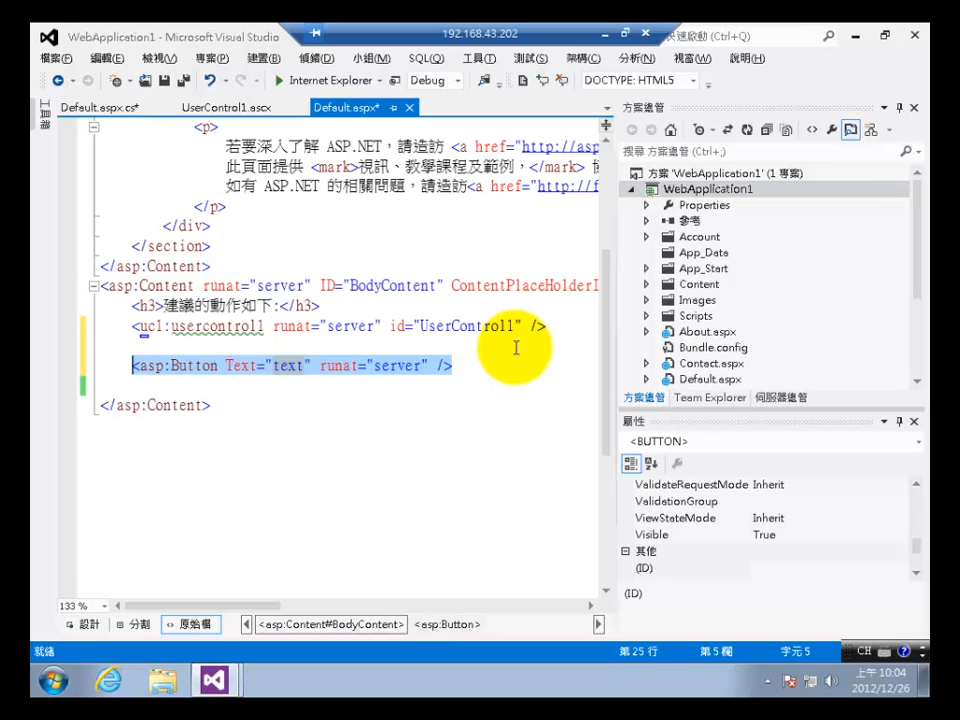 WebApplication1 - Microsoft Visual Studio
192.168.43.202
快速啟動 (Ctrl+Q)
檔案(F) 編輯(E) 檢視(V) 專案(P) 建置(B) 偵錯(D) 小組(M) SQL(Q) 工具(T) 測試(S) 架構(C) 分析(N) 視窗(W) 說明(H)
Internet Explorer Debug DOCTYPE: HTML5
工具箱
Default.aspx.cs* UserControl1.ascx Default.aspx*
<p>
若要深入了解 ASP.NET, 請造訪 <a href="http://asp
此頁面提供 <mark>視訊、教學課程及範例,</mark>
如有 ASP.NET 的相關問題, 請造訪<a href="http://f
</p>
</div>
</section>
</asp:Content>
<asp:Content runat="server" ID="BodyContent" ContentPlaceHolderI
<h3>建議的動作如下:</h3>
<uc1:usercontrol1 runat="server" id="UserControl1" />
<asp:Button Text="text" runat="server" />
</asp:Content>
133 %
設計 分割 原始檔 <asp:Content#BodyContent> <asp:Button>
方案總管
搜尋 方案總管 (Ctrl+;)
方案 'WebApplication1' (1 專案)
WebApplication1
Properties
參考
Account
App_Data
App_Start
Content
Images
Scripts
About.aspx
Bundle.config
Contact.aspx
Default.aspx
方案總管 Team Explorer 伺服器總管
屬性
<BUTTON>
ValidateRequestMode Inherit
ValidationGroup
ViewStateMode Inherit
Visible True
其他
(ID)
(ID)
就緒 第 25 行 第 5 欄 字元 5
CH
上午 10:04
2012/12/26